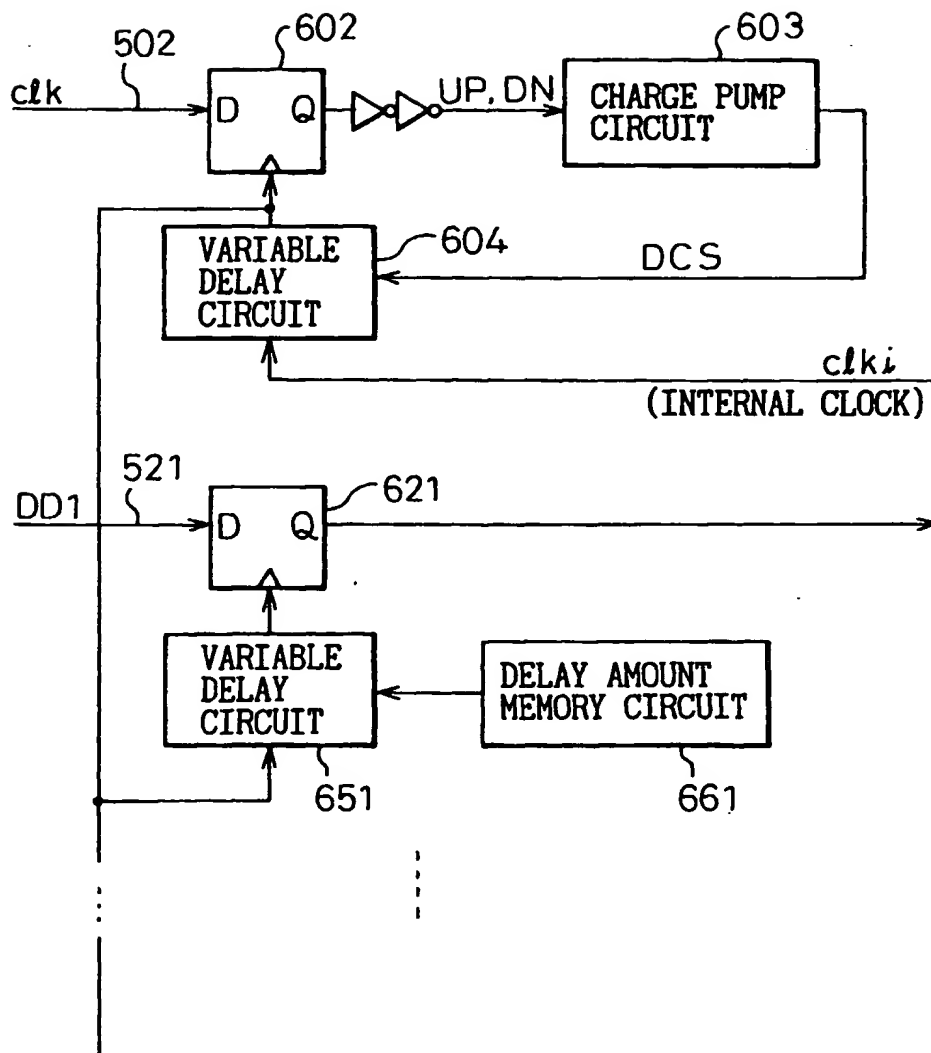 502
602
603
clk
D
Q
UP, DN
CHARGE PUMP
CIRCUIT
604
VARIABLE
DELAY
CIRCUIT
DCS
clki
(INTERNAL CLOCK)
521
621
DD1
D
Q
VARIABLE
DELAY
CIRCUIT
DELAY AMOUNT
MEMORY CIRCUIT
651
661